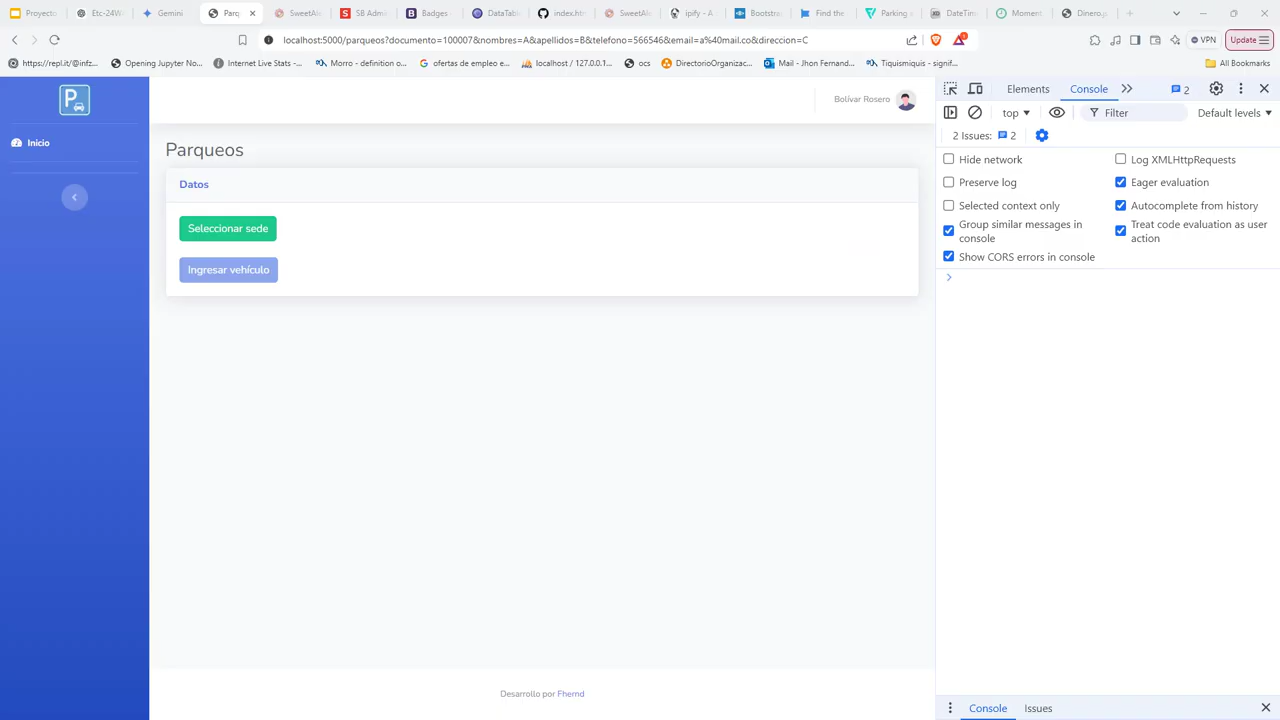 Proyecto
Etc-24WF
Gemini
Parq
SweetAl
SB Admi
Badges
DataTabl
index.htm
SweetAl
ipify - A
Bootstra
Find the
Parking
DateTim
Moment
Dinero.j
localhost:5000/parqueos?documento=100007&nombres=A&apellidos=B&telefono=566546&email=a%40mail.co&direccion=C
VPN
Update
https://repl.it/@infz...
Opening Jupyter No...
Internet Live Stats -...
Morro - definition o...
ofertas de empleo e...
localhost / 127.0.0.1...
ocs
DirectorioOrganizac...
Mail - Jhon Fernand...
Tiquismiquis - signif...
All Bookmarks
P
Inicio
Bolívar Rosero
Parqueos
Datos
Seleccionar sede
Ingresar vehículo
Desarrollo por Fhernd
Elements
Console
2
top
Filter
Default levels
2 Issues:
2
Hide network
Log XMLHttpRequests
Preserve log
Eager evaluation
Selected context only
Autocomplete from history
Group similar messages in
console
Treat code evaluation as user
action
Show CORS errors in console
Console
Issues